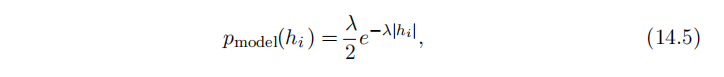 p_model(h_i) = λ/2 e^{−λ|h_i|}, (14.5)